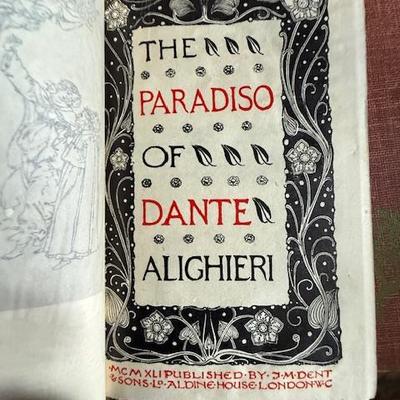 THE
PARADISO
OF
DANTE
ALIGHIERI
·MCMXLI PUBLISHED·BY·J·M·DENT
&SONS·LD·ALDINE·HOUSE·LONDON·W·C